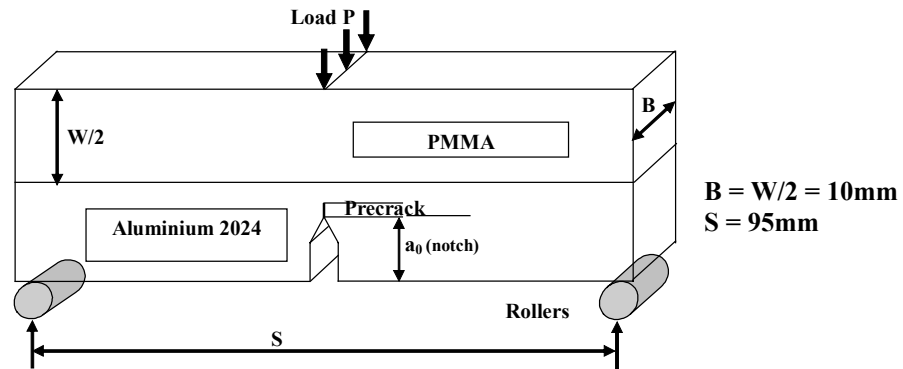 Load P
B
W/2
PMMA
B = W/2 = 10mm
S = 95mm
Precrack
Aluminium 2024
a₀ (notch)
Rollers
S